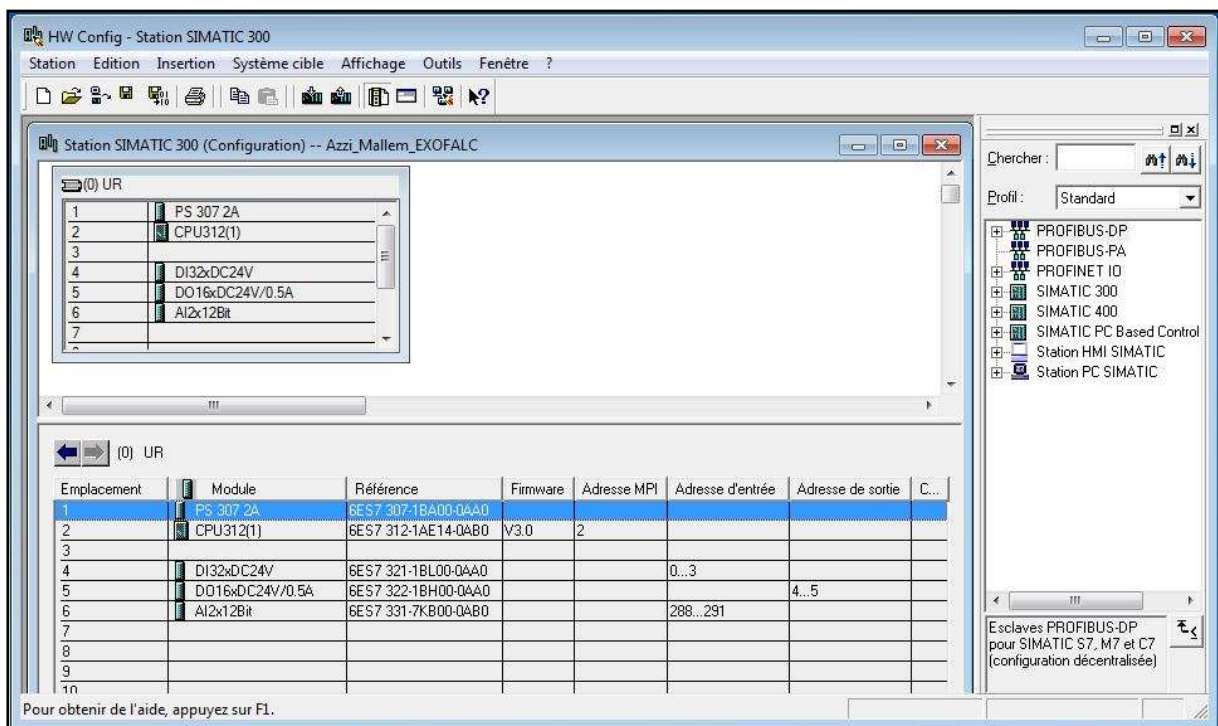 HW Config - Station SIMATIC 300
Station Edition Insertion Système cible Affichage Outils Fenêtre ?
Station SIMATIC 300 (Configuration) -- Azzi_Mallem_EXOFALC
(0) UR
1 PS 307 2A
2 CPU312(1)
3
4 DI32xDC24V
5 DO16xDC24V/0.5A
6 AI2x12Bit
7
Chercher :
Profil : Standard
PROFIBUS-DP
PROFIBUS-PA
PROFINET IO
SIMATIC 300
SIMATIC 400
SIMATIC PC Based Control
Station HMI SIMATIC
Station PC SIMATIC
(0) UR
Emplacement Module Référence Firmware Adresse MPI Adresse d'entrée Adresse de sortie C...
1 PS 307 2A 6ES7 307-1BA00-0AA0
2 CPU312(1) 6ES7 312-1AE14-0AB0 V3.0 2
3
4 DI32xDC24V 6ES7 321-1BL00-0AA0 0...3
5 DO16xDC24V/0.5A 6ES7 322-1BH00-0AA0 4...5
6 AI2x12Bit 6ES7 331-7KB00-0AB0 288...291
7
8
9
10
Esclaves PROFIBUS-DP
pour SIMATIC S7, M7 et C7
(configuration décentralisée)
Pour obtenir de l'aide, appuyez sur F1.